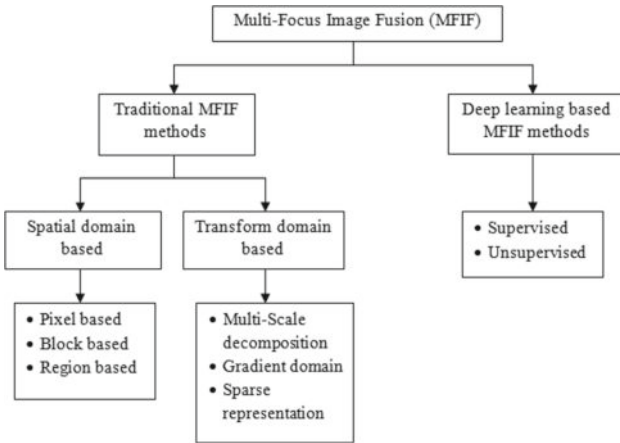 Multi-Focus Image Fusion (MFIF)
Traditional MFIF
methods
Deep learning based
MFIF methods
Spatial domain
based
Transform domain
based
• Supervised
• Unsupervised
• Pixel based
• Block based
• Region based
• Multi-Scale
decomposition
• Gradient domain
• Sparse
representation